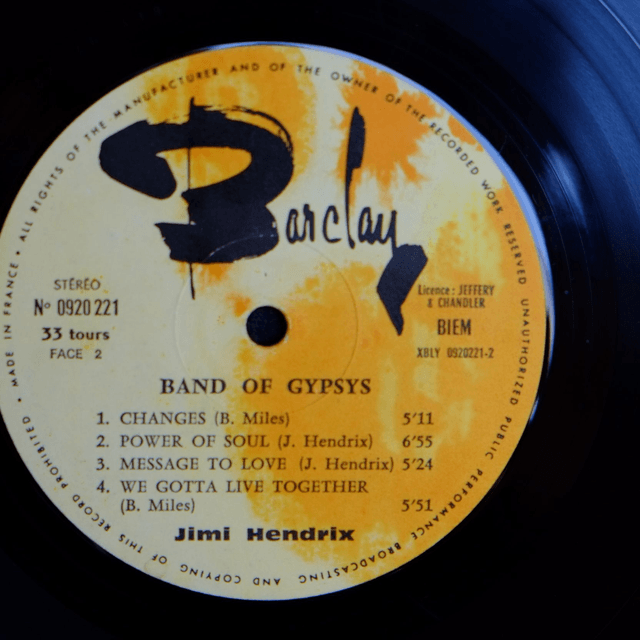 MADE IN FRANCE • ALL RIGHTS OF THE MANUFACTURER AND OF THE OWNER OF THE RECORDED WORK RESERVED UNAUTHORIZED PUBLIC PERFORMANCE BROADCASTING AND COPYING OF THIS RECORD PROHIBITED •
Barclay
STÉRÉO
No 0920 221
33 tours
FACE 2
Licence : JEFFERY
& CHANDLER
BIEM
XBLY 0920221-2
BAND OF GYPSYS
1. CHANGES (B. Miles) 5'11
2. POWER OF SOUL (J. Hendrix) 6'55
3. MESSAGE TO LOVE (J. Hendrix) 5'24
4. WE GOTTA LIVE TOGETHER
(B. Miles) 5'51
Jimi Hendrix